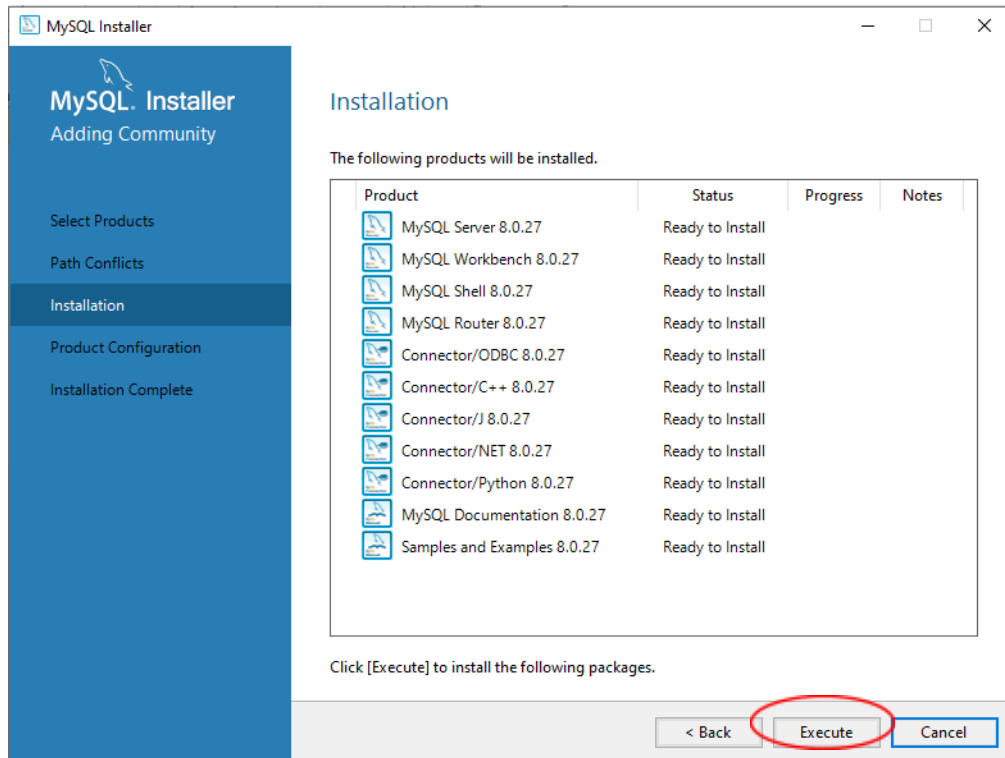 MySQL Installer
MySQL. Installer
Adding Community
Select Products
Path Conflicts
Installation
Product Configuration
Installation Complete
Installation
The following products will be installed.
Product Status Progress Notes
MySQL Server 8.0.27 Ready to Install
MySQL Workbench 8.0.27 Ready to Install
MySQL Shell 8.0.27 Ready to Install
MySQL Router 8.0.27 Ready to Install
Connector/ODBC 8.0.27 Ready to Install
Connector/C++ 8.0.27 Ready to Install
Connector/J 8.0.27 Ready to Install
Connector/NET 8.0.27 Ready to Install
Connector/Python 8.0.27 Ready to Install
MySQL Documentation 8.0.27 Ready to Install
Samples and Examples 8.0.27 Ready to Install
Click [Execute] to install the following packages.
< Back Execute Cancel